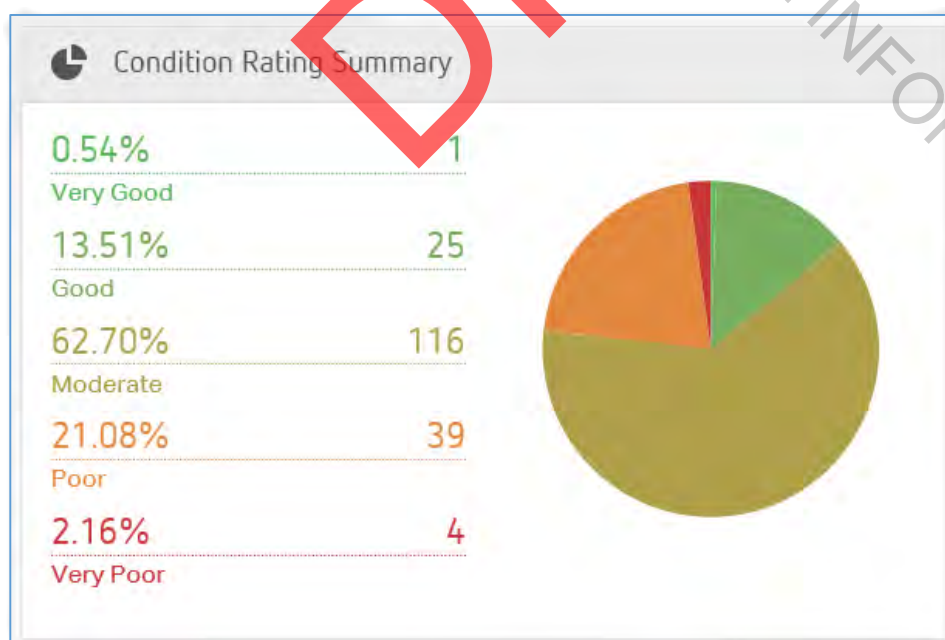 Condition Rating Summary
0.54% 1
Very Good
13.51% 25
Good
62.70% 116
Moderate
21.08% 39
Poor
2.16% 4
Very Poor